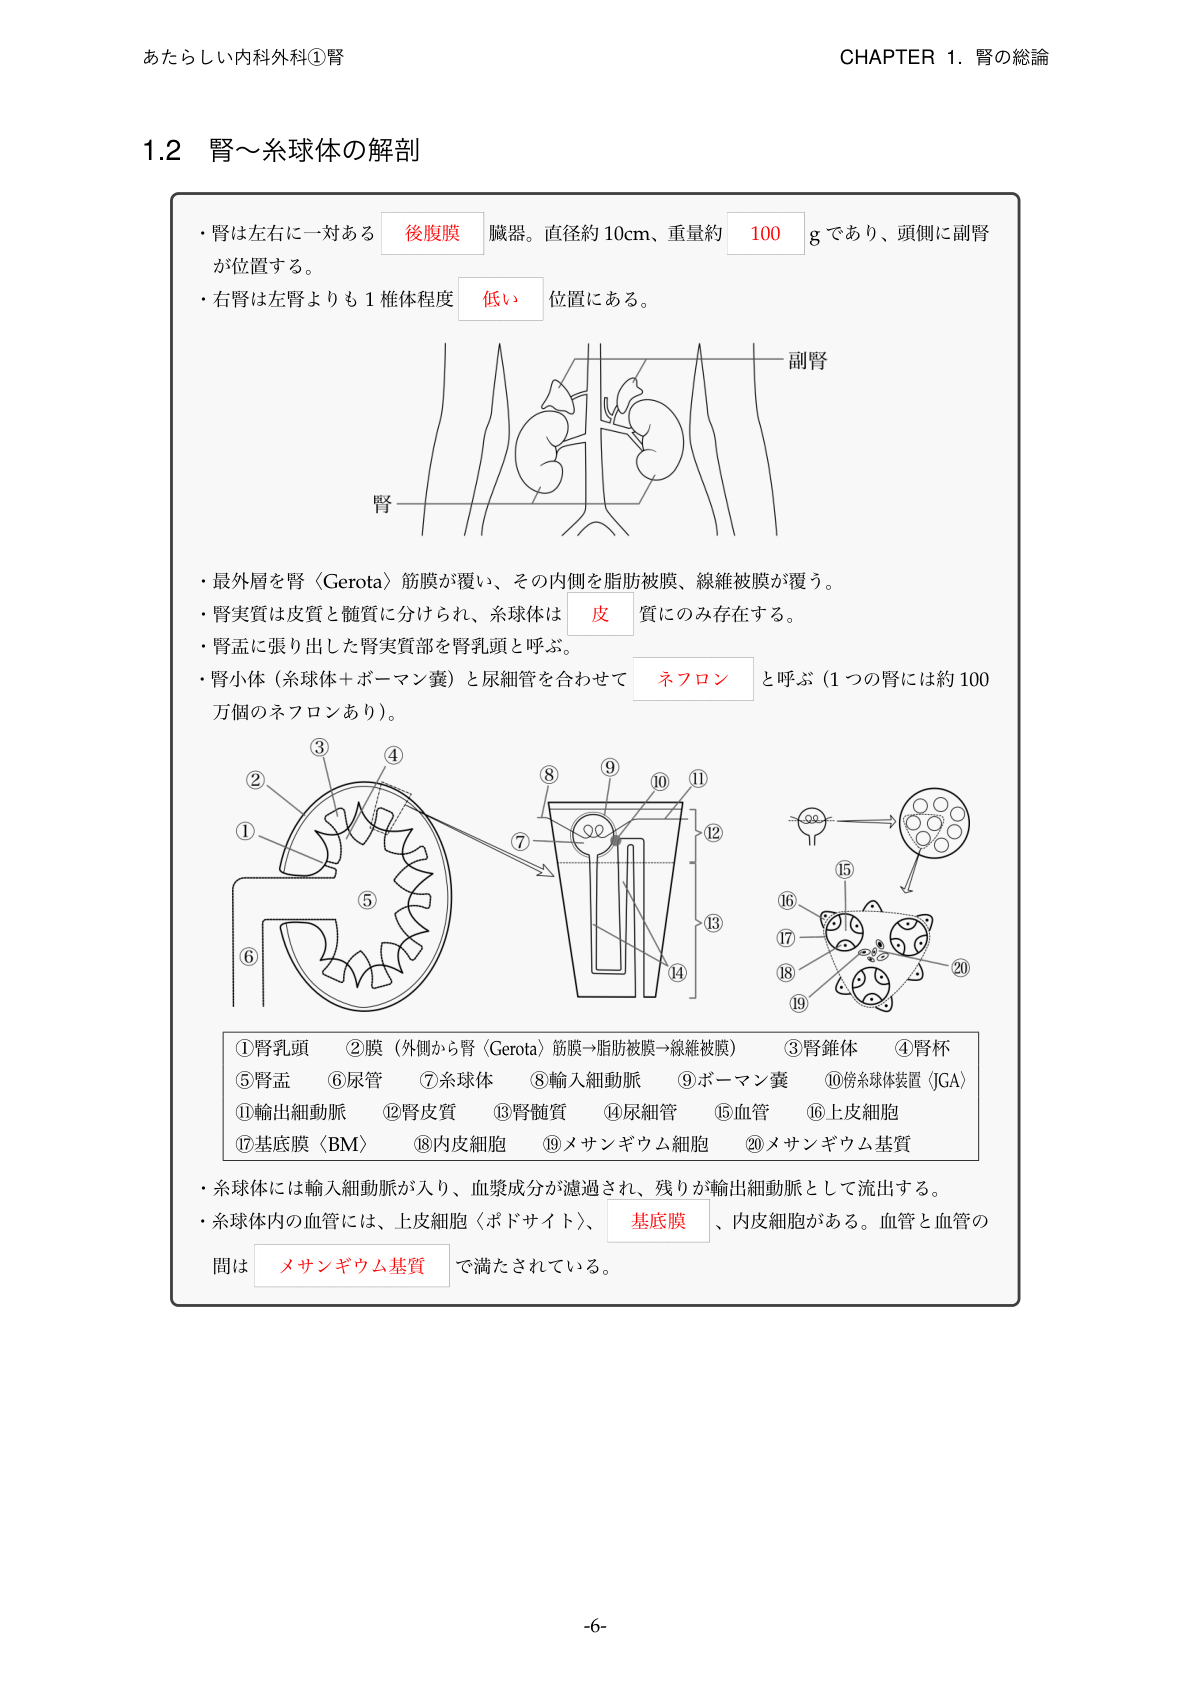 あたらしい内科外科①腎
CHAPTER 1. 腎の総論
1.2 腎〜糸球体の解剖
・腎は左右に一対ある 後腹膜 臓器。直径約 10cm、重量約 100 g であり、頭側に副腎
が位置する。
・右腎は左腎よりも 1 椎体程度 低い 位置にある。
副腎
腎
・最外層を腎〈Gerota〉筋膜が覆い、その内側を脂肪被膜、線維被膜が覆う。
・腎実質は皮質と髄質に分けられ、糸球体は 皮 質にのみ存在する。
・腎盂に張り出した腎実質部を腎乳頭と呼ぶ。
・腎小体（糸球体＋ボーマン嚢）と尿細管を合わせて ネフロン と呼ぶ（1 つの腎には約 100
万個のネフロンあり）。
③
④
②
①
⑤
⑥
⑧
⑨
⑩
⑪
⑦
⑫
⑬
⑭
⑮
⑯
⑰
⑱
⑲
⑳
①腎乳頭 ②膜（外側から腎〈Gerota〉筋膜→脂肪被膜→線維被膜） ③腎錐体 ④腎杯
⑤腎盂 ⑥尿管 ⑦糸球体 ⑧輸入細動脈 ⑨ボーマン嚢 ⑩傍糸球体装置〈JGA〉
⑪輸出細動脈 ⑫腎皮質 ⑬腎髄質 ⑭尿細管 ⑮血管 ⑯上皮細胞
⑰基底膜〈BM〉 ⑱内皮細胞 ⑲メサンギウム細胞 ⑳メサンギウム基質
・糸球体には輸入細動脈が入り、血漿成分が濾過され、残りが輸出細動脈として流出する。
・糸球体内の血管には、上皮細胞〈ポドサイト〉、 基底膜 、内皮細胞がある。血管と血管の
間は メサンギウム基質 で満たされている。
-6-